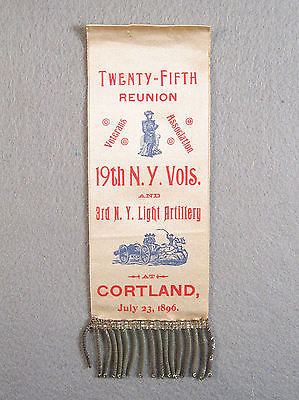 TWENTY-FIFTH
REUNION
Veterans Association
19th N.Y. Vols.
AND
3rd N.Y. Light Artillery
AT
CORTLAND,
July 23, 1896.